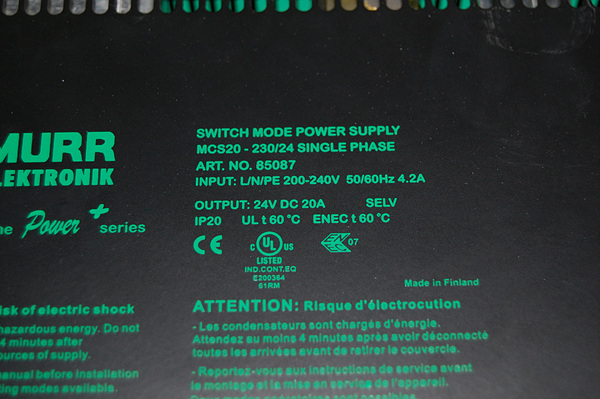 MURR
LEKTRONIK
ne Power + series
SWITCH MODE POWER SUPPLY
MCS20 - 230/24 SINGLE PHASE
ART. NO. 85087
INPUT: L/N/PE 200-240V 50/60Hz 4.2A
OUTPUT: 24V DC 20A SELV
IP20 UL t 60 °C ENEC t 60 °C
CE C UL US 07
LISTED
IND.CONT.EQ
E200364
61RM
Made in Finland
isk of electric shock
hazardous energy. Do not
4 minutes after
ources of supply.
manual before installation
ting modes available.
ATTENTION: Risque d'électrocution
- Les condensateurs sont chargés d'énergie.
Attendez au moins 4 minutes après avoir déconnecté
toutes les arrivées avant de retirer le couvercle.
- Reportez-vous aux instructions de service avant
le montage et la mise en service de l'appareil.